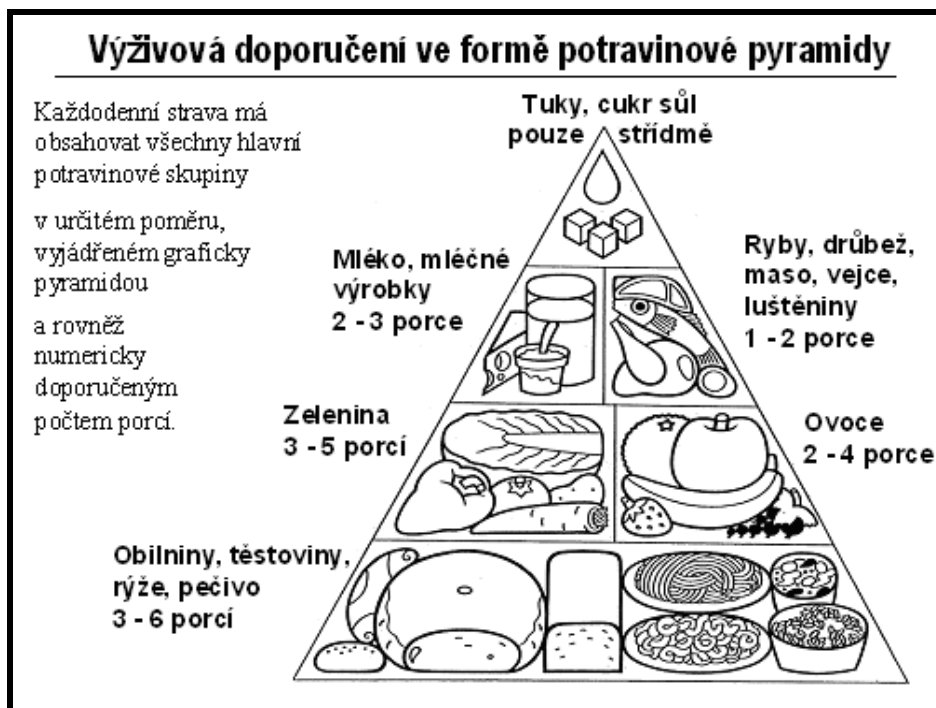 Výživová doporučení ve formě potravinové pyramidy
Každodenní strava má
obsahovat všechny hlavní
potravinové skupiny
v určitém poměru,
vyjádřeném graficky
pyramidou
a rovněž
numericky
doporučeným
počtem porcí.
Tuky, cukr sůl
pouze střídmě
Mléko, mléčné
výrobky
2 - 3 porce
Ryby, drůbež,
maso, vejce,
luštěniny
1 - 2 porce
Zelenina
3 - 5 porcí
Ovoce
2 - 4 porce
Obilniny, těstoviny,
rýže, pečivo
3 - 6 porcí